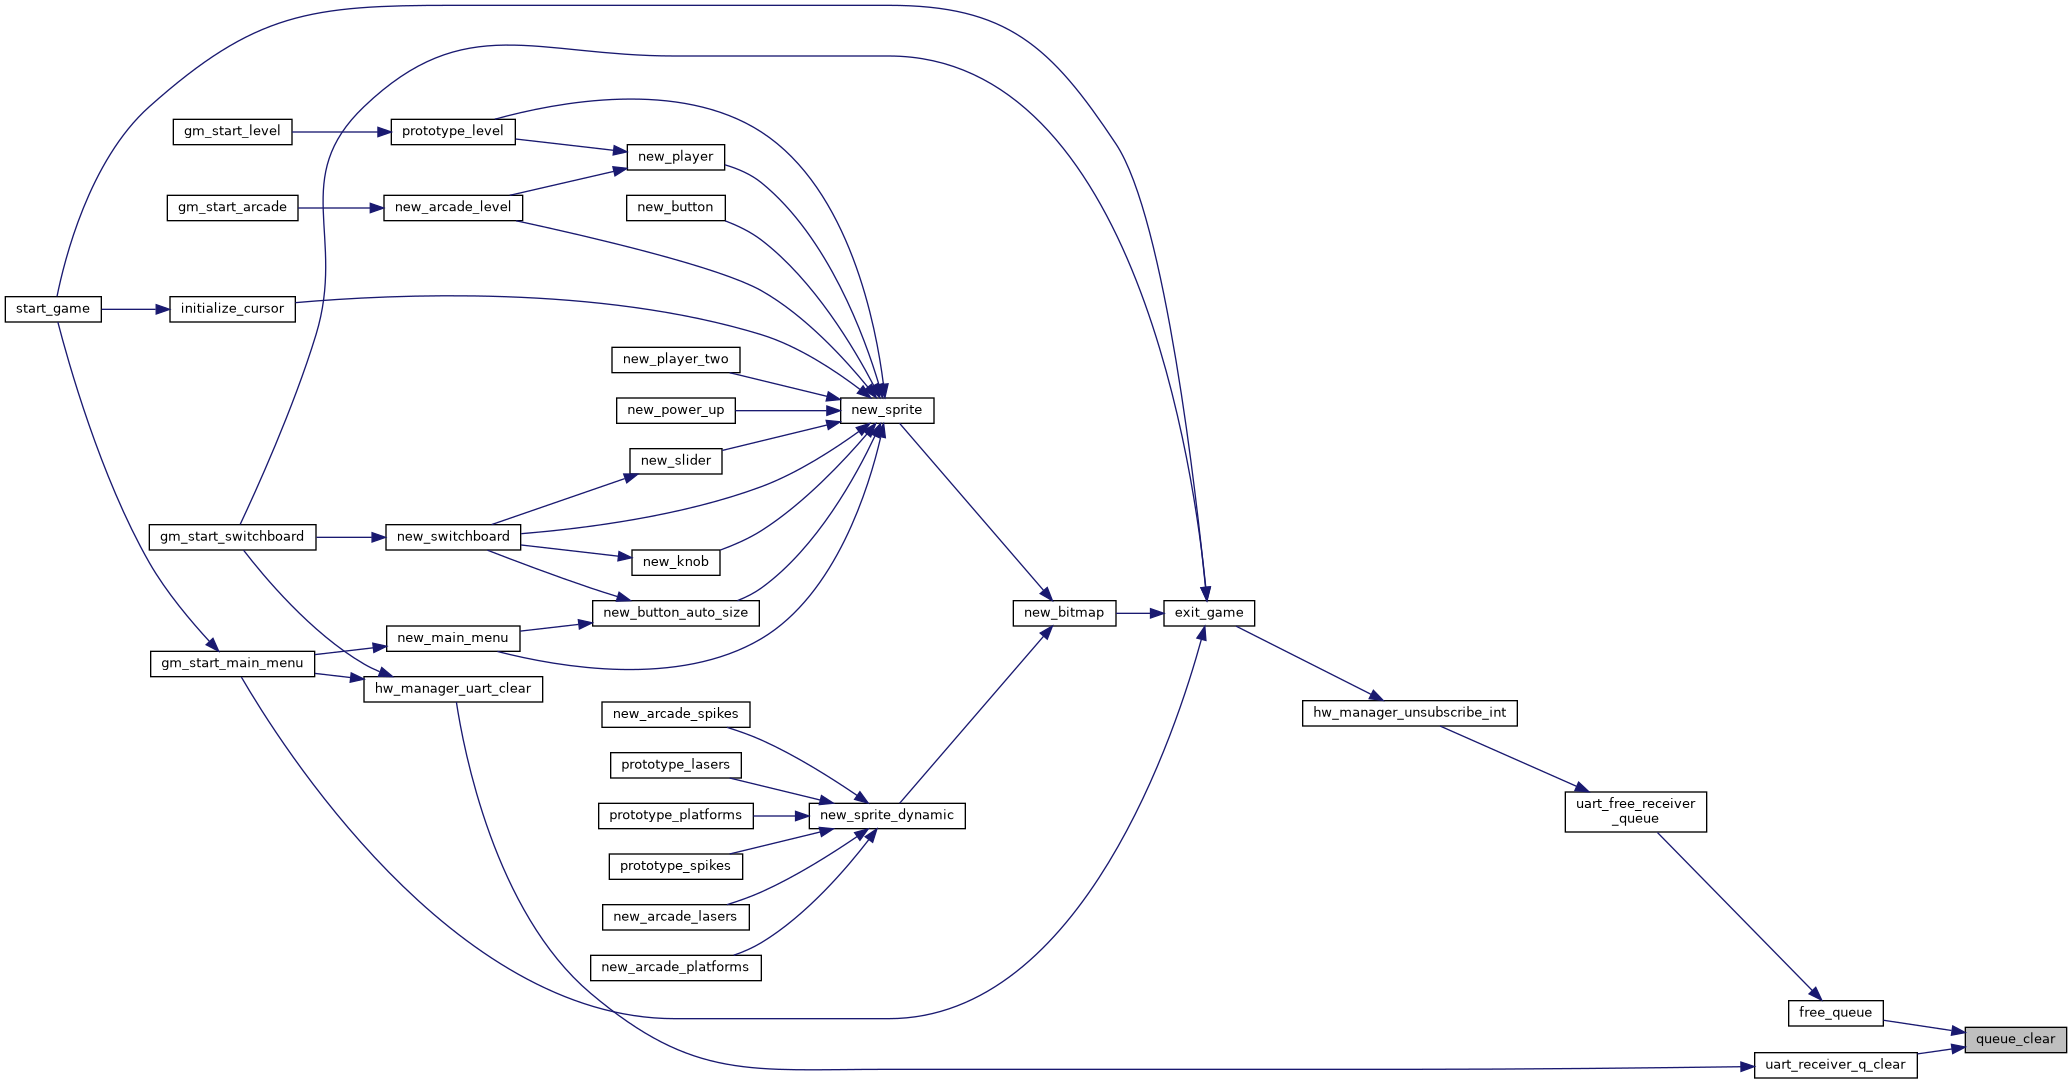 gm_start_level
prototype_level
new_player
gm_start_arcade
new_arcade_level
new_button
start_game
initialize_cursor
new_player_two
new_power_up
new_sprite
new_slider
gm_start_switchboard
new_switchboard
new_knob
new_button_auto_size
new_bitmap
exit_game
new_main_menu
gm_start_main_menu
hw_manager_uart_clear
new_arcade_spikes
hw_manager_unsubscribe_int
prototype_lasers
prototype_platforms
new_sprite_dynamic
uart_free_receiver
_queue
prototype_spikes
new_arcade_lasers
new_arcade_platforms
free_queue
queue_clear
uart_receiver_q_clear